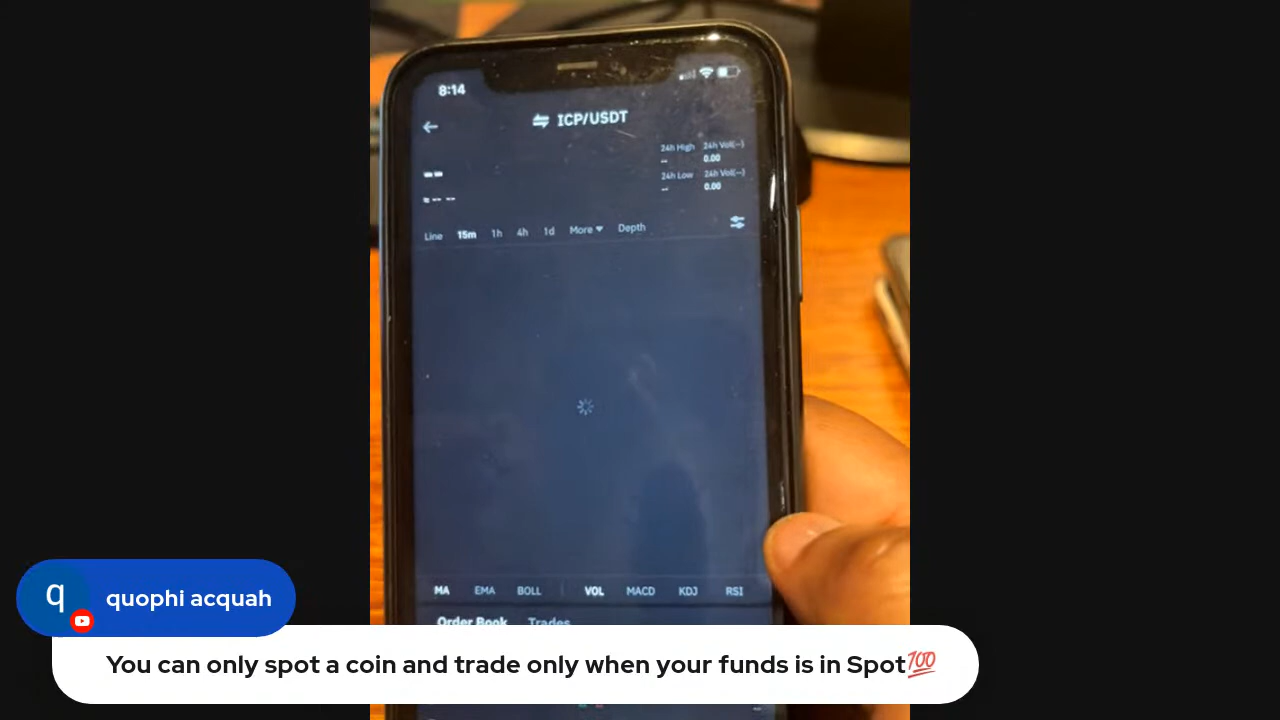 8:14
ICP/USDT
24h High 24h Vol(--)
-- 0.00
24h Low 24h Vol(--)
-- 0.00
--
≈ -- --
Line 15m 1h 4h 1d More Depth
MA EMA BOLL VOL MACD KDJ RSI
Order Book Trades
q quophi acquah
You can only spot a coin and trade only when your funds is in Spot💯